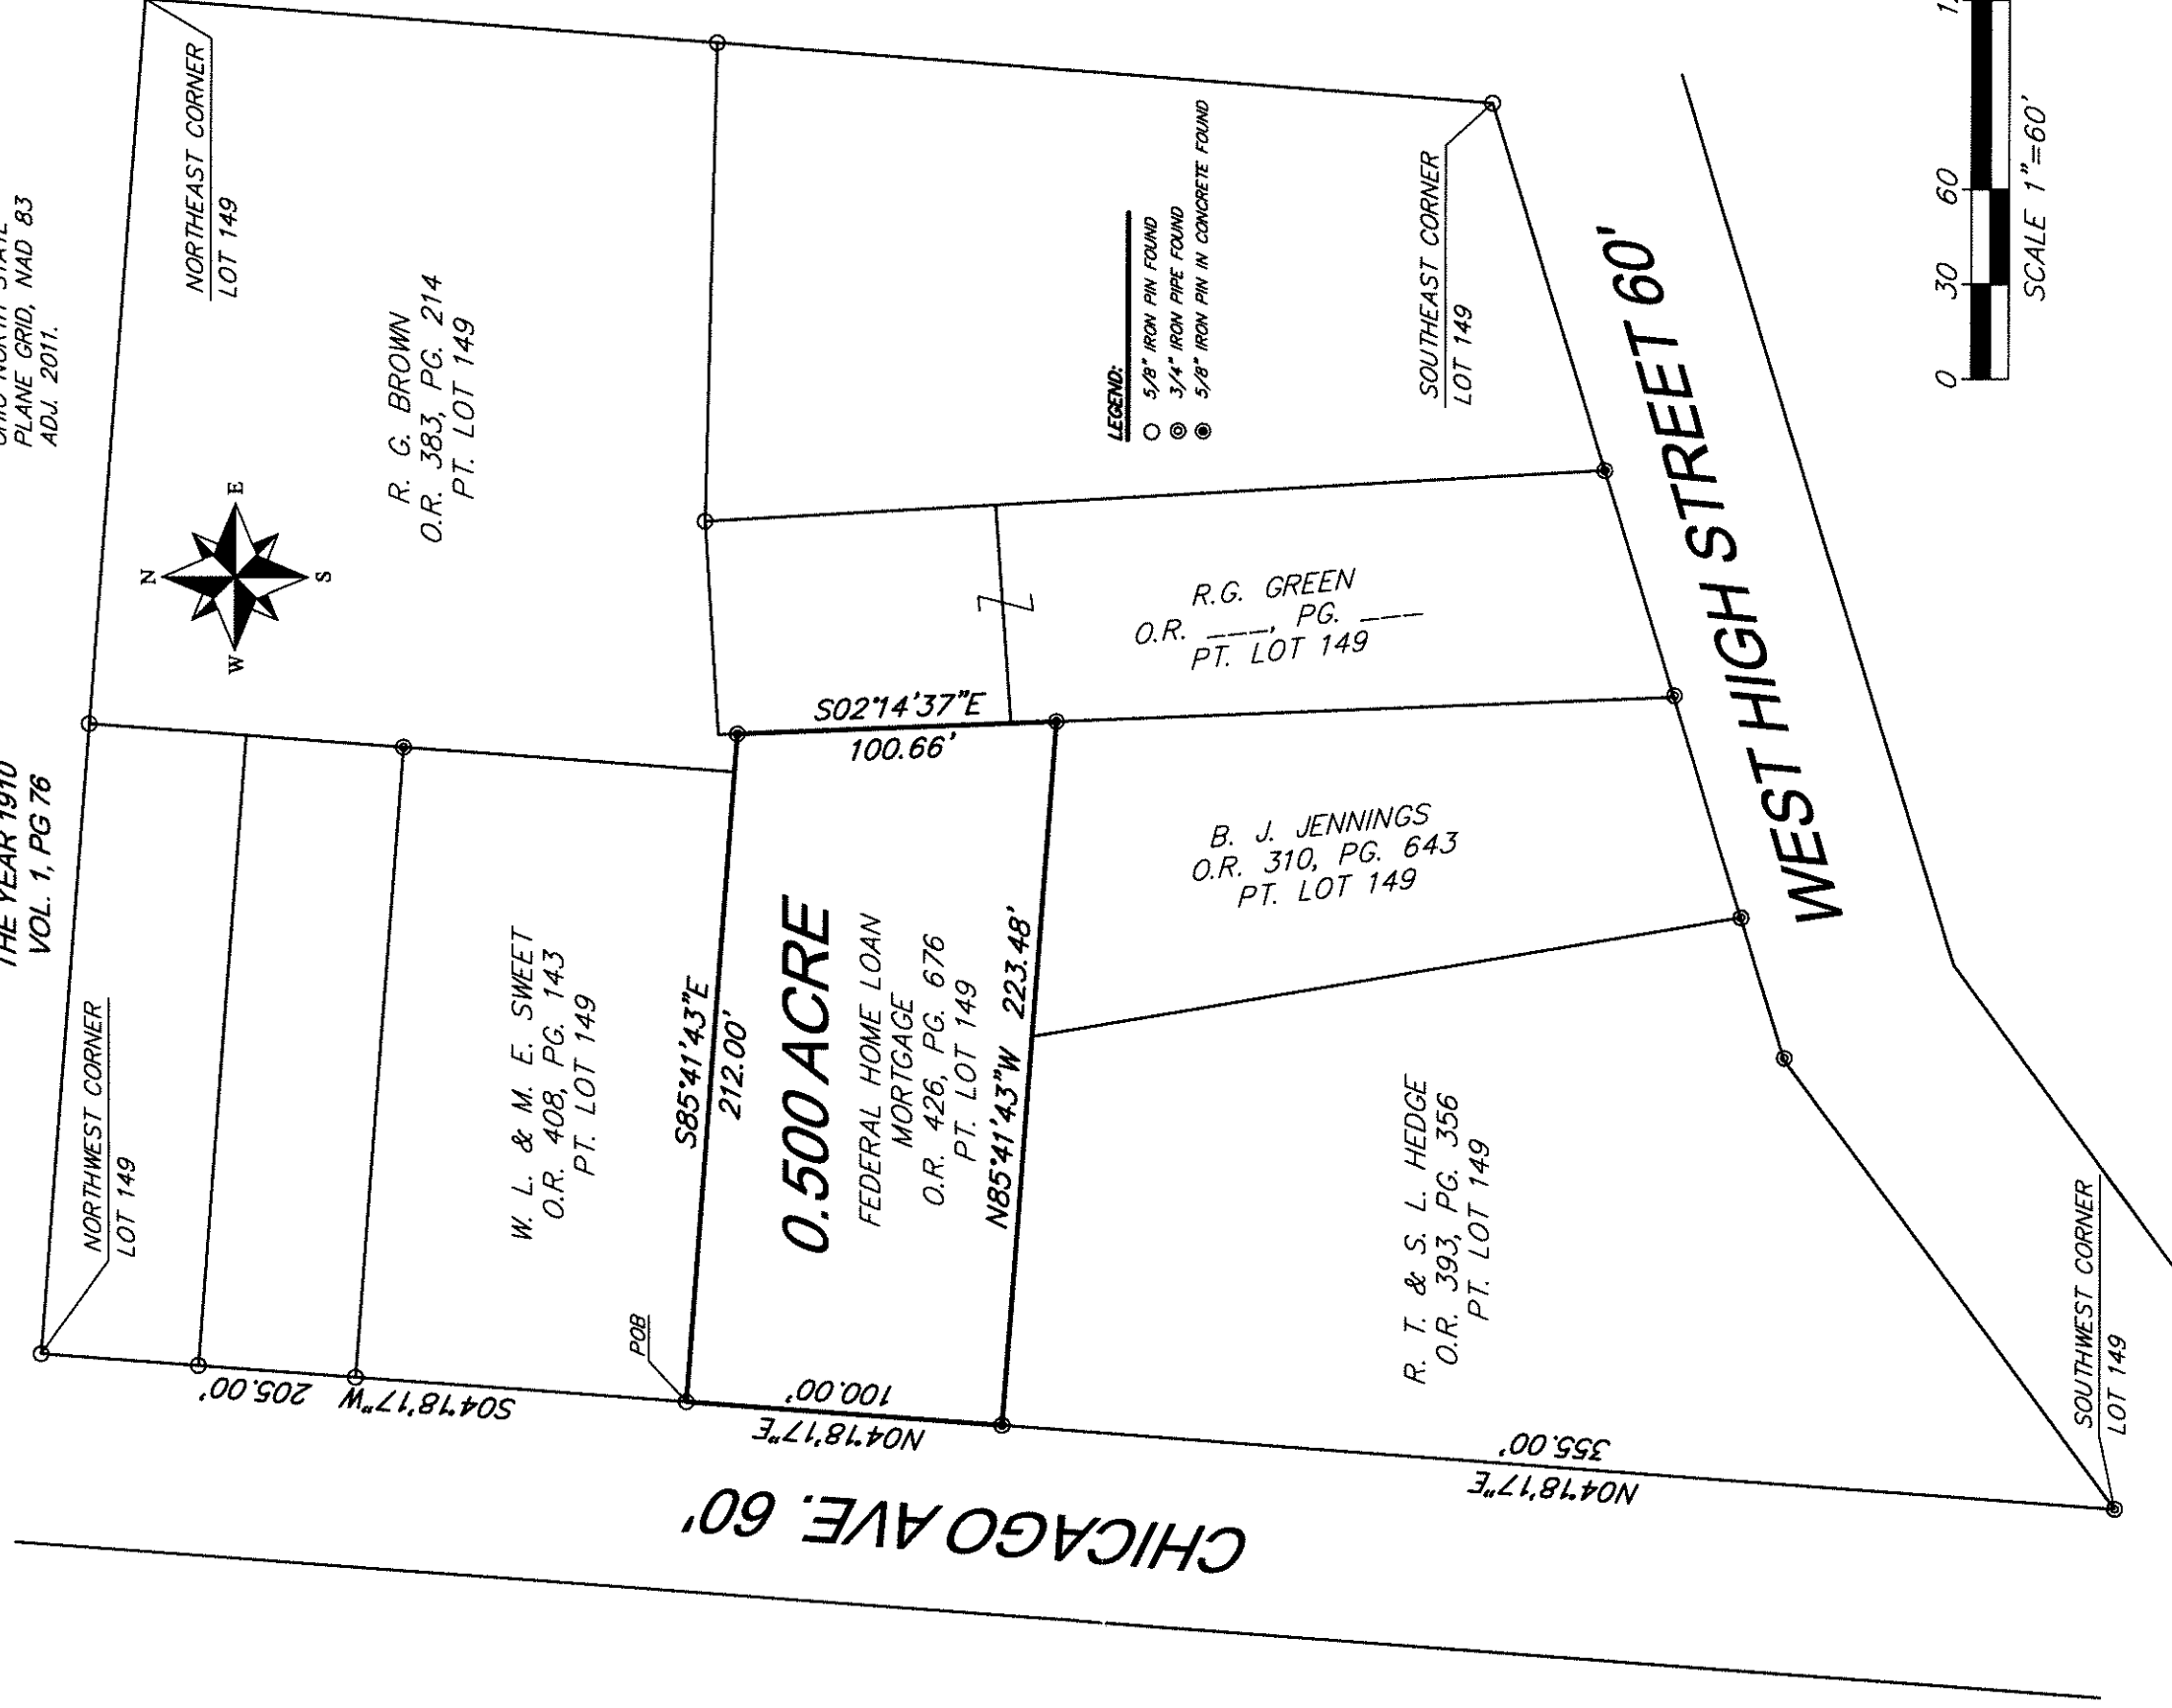 PLANE GRID, NAD 83
ADJ. 2011.
THE YEAR 1910
VOL. 1, PG 76
NORTHWEST CORNER
LOT 149
NORTHEAST CORNER
LOT 149
N
E
S
W
R. G. BROWN
O.R. 383, PG. 214
PT. LOT 149
W. L. & M. E. SWEET
O.R. 408, PG. 143
PT. LOT 149
S04°18'17"W 205.00'
POB
S85°41'43"E
212.00'
0.500 ACRE
FEDERAL HOME LOAN
MORTGAGE
O.R. 426, PG. 676
PT. LOT 149
N85°41'43"W 223.48'
N04°18'17"E
100.00'
S02°14'37"E
100.66'
LEGEND:
5/8" IRON PIN FOUND
3/4" IRON PIPE FOUND
5/8" IRON PIN IN CONCRETE FOUND
R.G. GREEN
O.R. ___, PG. ___
PT. LOT 149
B. J. JENNINGS
O.R. 310, PG. 643
PT. LOT 149
R. T. & S. L. HEDGE
O.R. 393, PG. 356
PT. LOT 149
N04°18'17"E
355.00'
CHICAGO AVE. 60'
SOUTHEAST CORNER
LOT 149
WEST HIGH STREET 60'
SOUTHWEST CORNER
LOT 149
0 30 60
SCALE 1"=60'